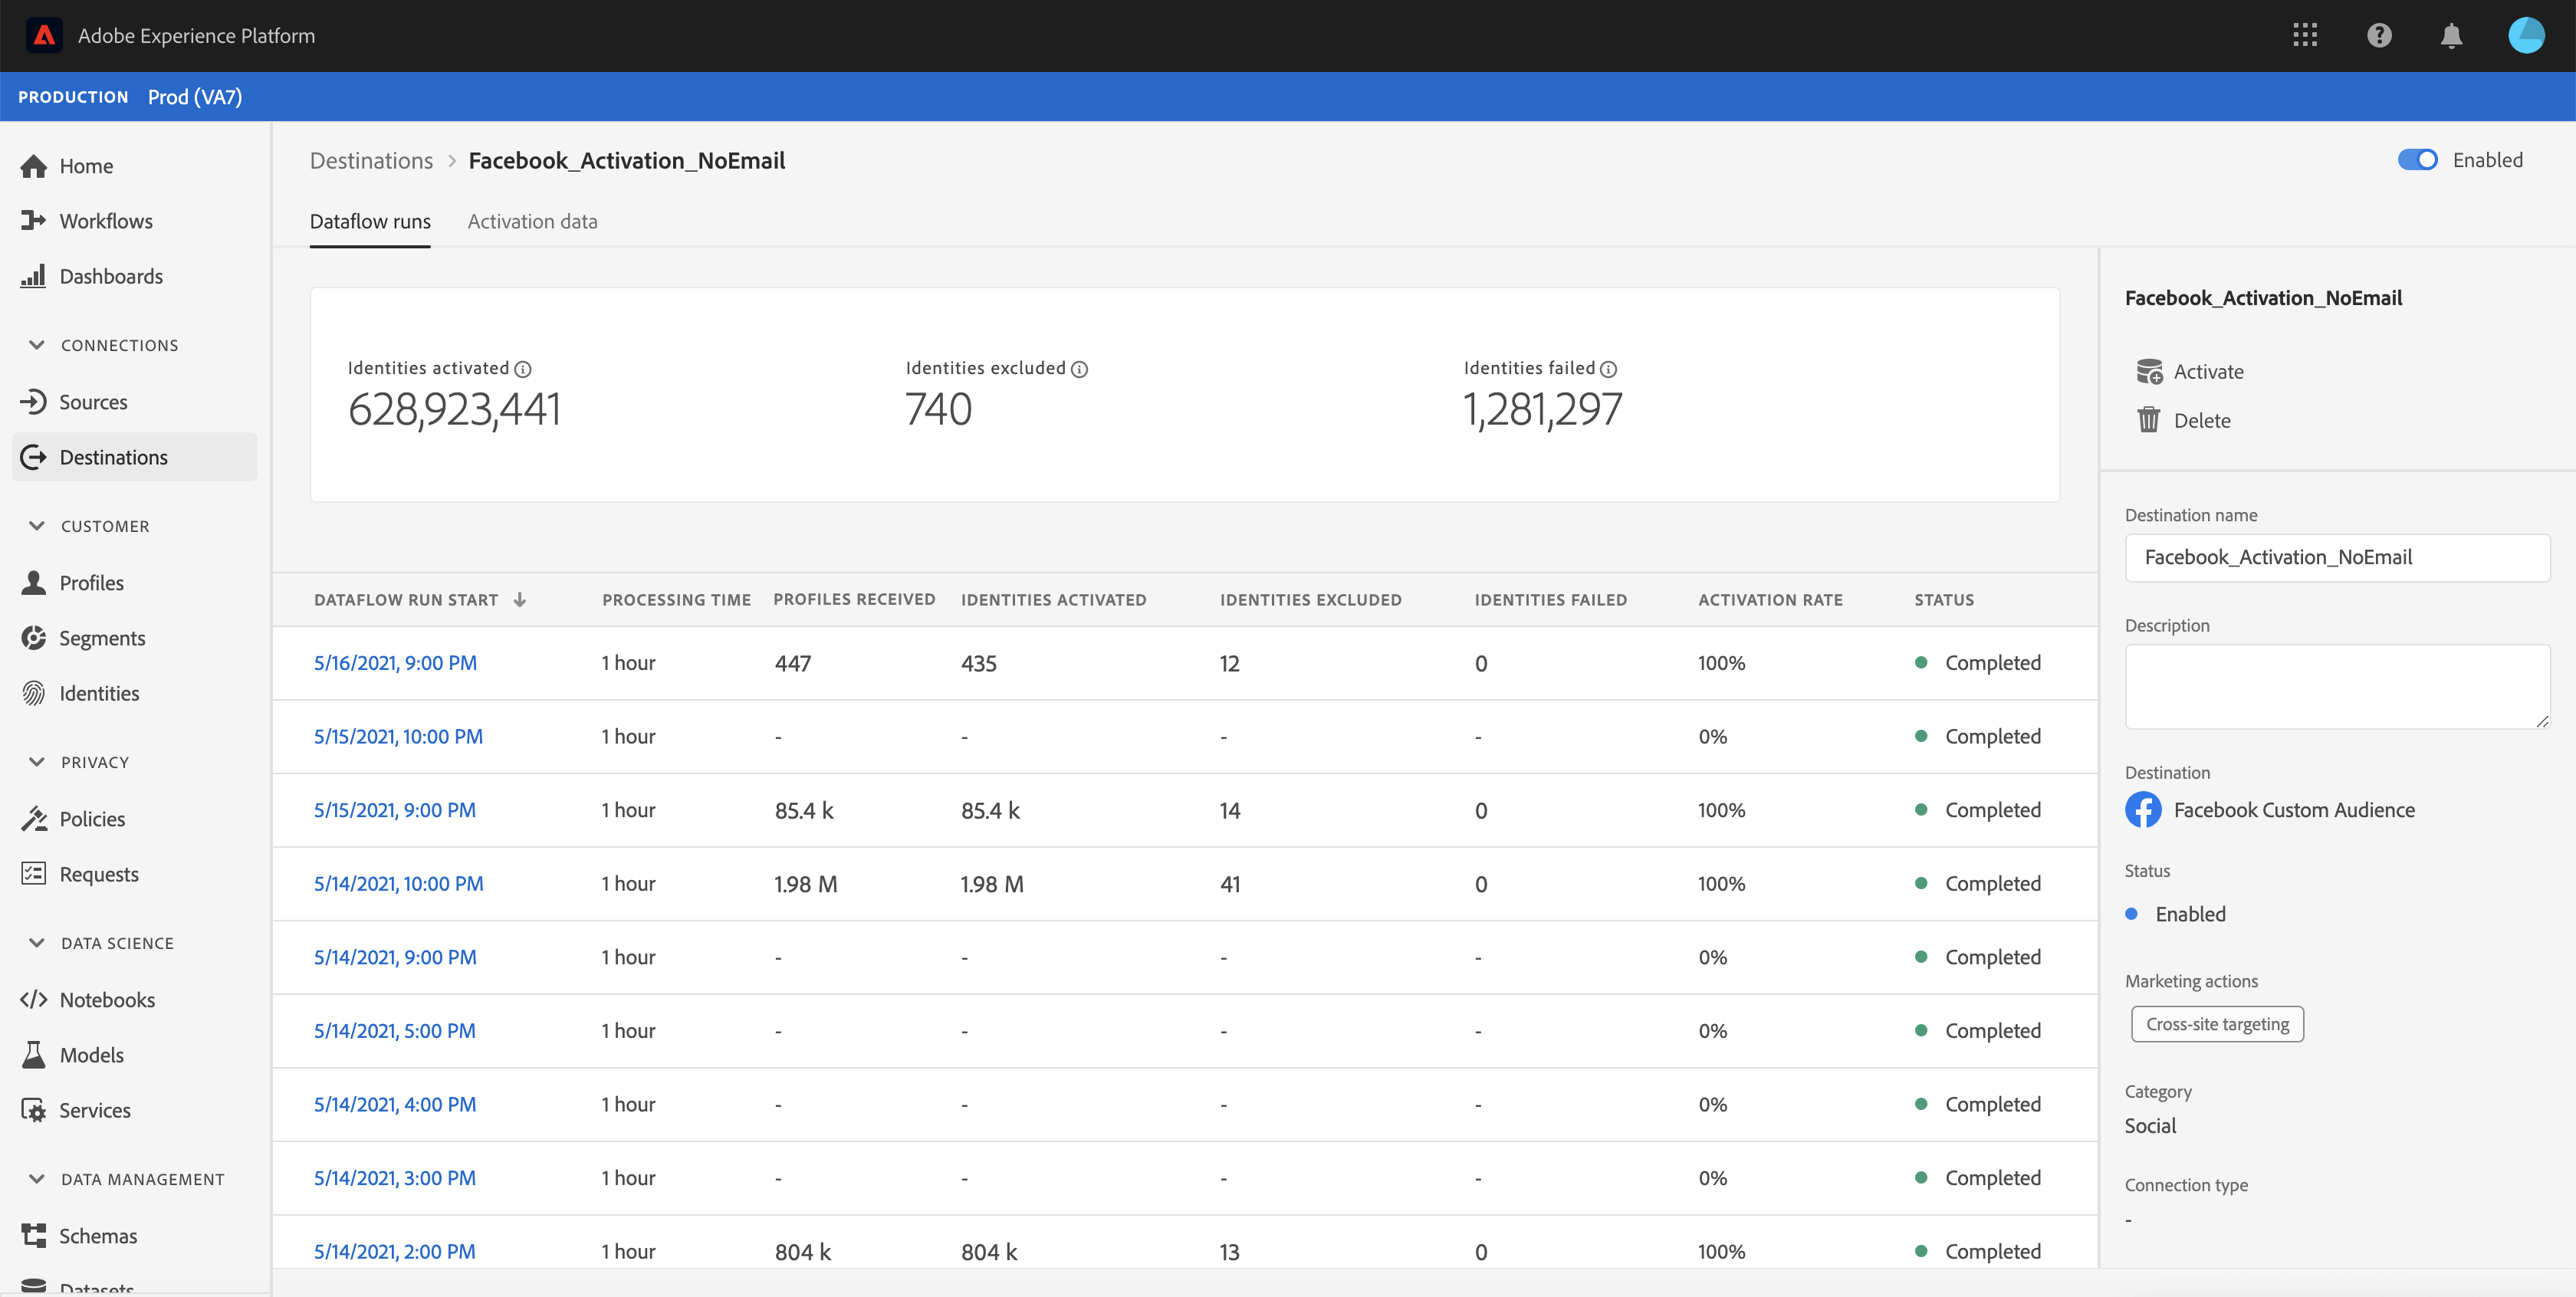 Adobe Experience Platform
PRODUCTION Prod (VA7)
Home
Workflows
Dashboards
CONNECTIONS
Sources
Destinations
CUSTOMER
Profiles
Segments
Identities
PRIVACY
Policies
Requests
DATA SCIENCE
Notebooks
Models
Services
DATA MANAGEMENT
Schemas
Datasets
Destinations > Facebook_Activation_NoEmail
Enabled
Dataflow runs Activation data
Identities activated Identities excluded Identities failed
628,923,441 740 1,281,297
DATAFLOW RUN START PROCESSING TIME PROFILES RECEIVED IDENTITIES ACTIVATED IDENTITIES EXCLUDED IDENTITIES FAILED ACTIVATION RATE STATUS
5/16/2021, 9:00 PM 1 hour 447 435 12 0 100% Completed
5/15/2021, 10:00 PM 1 hour - - - - 0% Completed
5/15/2021, 9:00 PM 1 hour 85.4 k 85.4 k 14 0 100% Completed
5/14/2021, 10:00 PM 1 hour 1.98 M 1.98 M 41 0 100% Completed
5/14/2021, 9:00 PM 1 hour - - - - 0% Completed
5/14/2021, 5:00 PM 1 hour - - - - 0% Completed
5/14/2021, 4:00 PM 1 hour - - - - 0% Completed
5/14/2021, 3:00 PM 1 hour - - - - 0% Completed
5/14/2021, 2:00 PM 1 hour 804 k 804 k 13 0 100% Completed
Facebook_Activation_NoEmail
Activate
Delete
Destination name
Facebook_Activation_NoEmail
Description
Destination
Facebook Custom Audience
Status
Enabled
Marketing actions
Cross-site targeting
Category
Social
Connection type
-